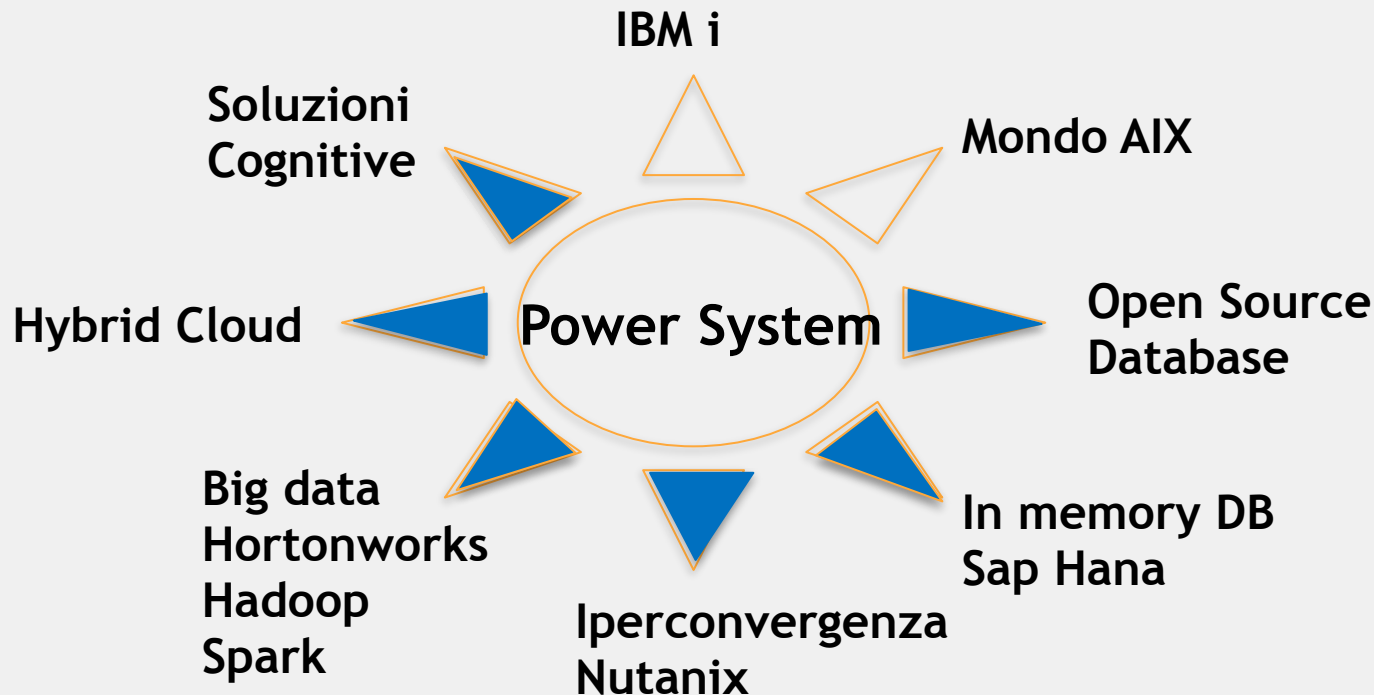 IBM i
Soluzioni
Cognitive
Mondo AIX
Hybrid Cloud
Power System
Open Source
Database
Big data
Hortonworks
Hadoop
Spark
In memory DB
Sap Hana
Iperconvergenza
Nutanix